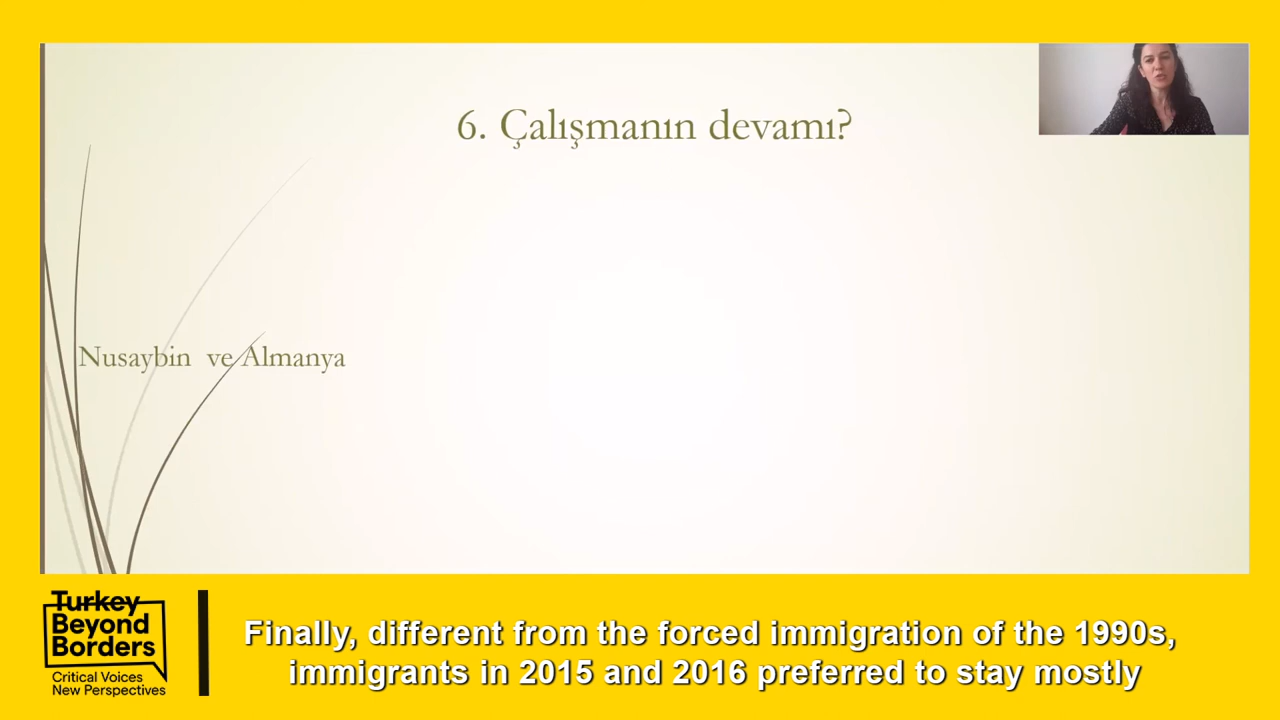 6. Çalışmanın devamı?
Nusaybin ve Almanya
Turkey
Beyond
Borders
Critical Voices
New Perspectives
Finally, different from the forced immigration of the 1990s,
immigrants in 2015 and 2016 preferred to stay mostly